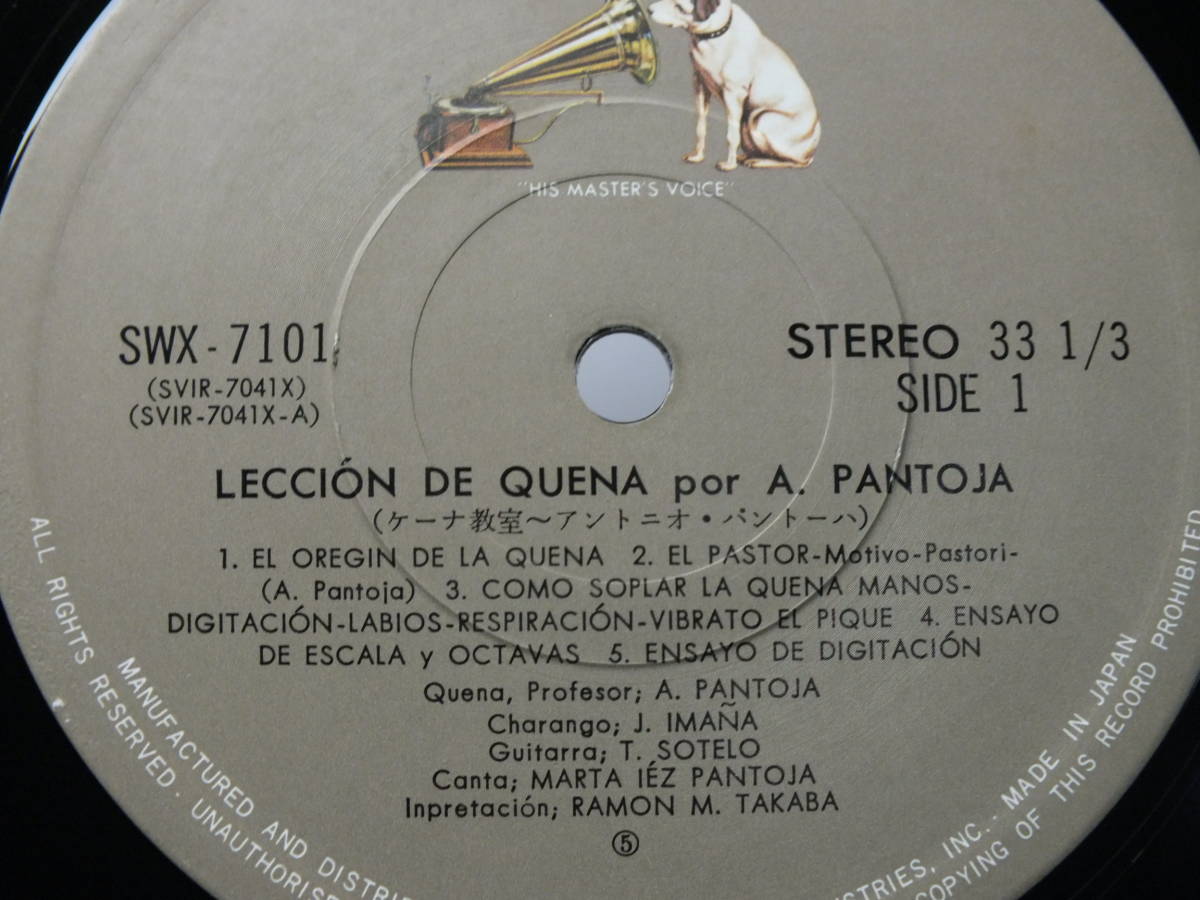 "HIS MASTER'S VOICE"
SWX-7101
(SVIR-7041X)
(SVIR-7041X-A)
STEREO 33 1/3
SIDE 1
LECCIÓN DE QUENA por A. PANTOJA
(ケーナ教室〜アントニオ・パントーハ)
1. EL OREGIN DE LA QUENA 2. EL PASTOR-Motivo-Pastori-
(A. Pantoja) 3. COMO SOPLAR LA QUENA MANOS-
DIGITACIÓN-LABIOS-RESPIRACIÓN-VIBRATO EL PIQUE 4. ENSAYO
DE ESCALA y OCTAVAS 5. ENSAYO DE DIGITACIÓN
Quena, Profesor; A. PANTOJA
Charango; J. IMAÑA
Guitarra; T. SOTELO
Canta; MARTA IÉZ PANTOJA
Inpretación; RAMON M. TAKABA
⑤
ALL RIGHTS RESERVED. UNAUTHORISE
MANUFACTURED AND DISTRI
STRIES, INC.. MADE IN JAPAN
COPYING OF THIS RECORD PROHIBITED